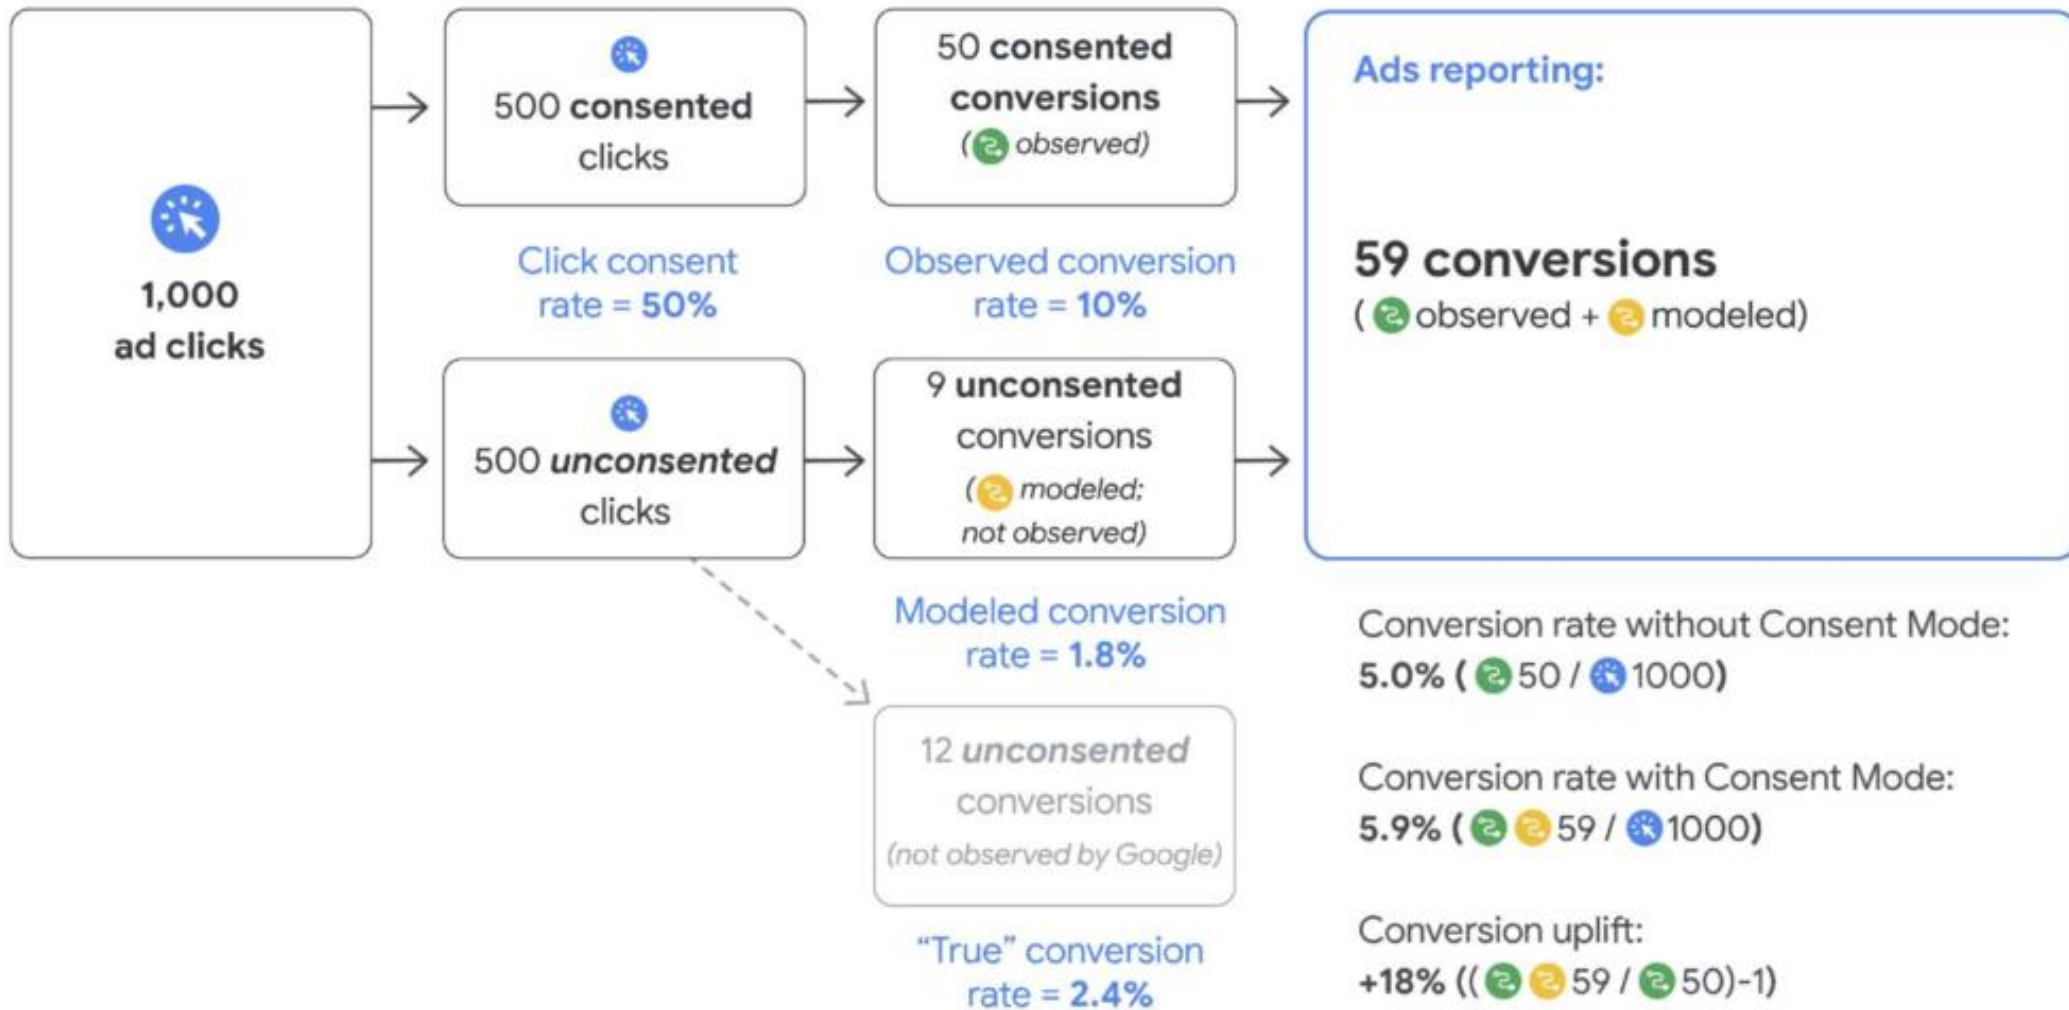 1,000
ad clicks
500 consented
clicks
Click consent
rate = 50%
500 unconsented
clicks
50 consented
conversions
( observed)
Observed conversion
rate = 10%
9 unconsented
conversions
( modeled;
not observed)
Modeled conversion
rate = 1.8%
12 unconsented
conversions
(not observed by Google)
“True” conversion
rate = 2.4%
Ads reporting:
59 conversions
( observed + modeled)
Conversion rate without Consent Mode:
5.0% ( 50 / 1000)
Conversion rate with Consent Mode:
5.9% ( 59 / 1000)
Conversion uplift:
+18% (( 59 / 50)-1)